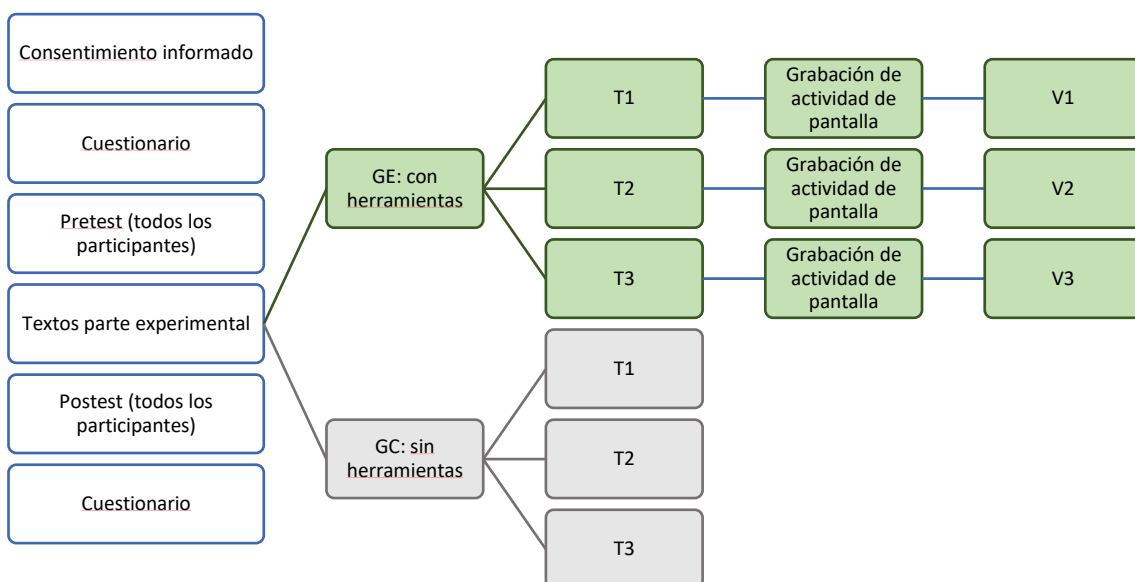 Consentimiento informado
Cuestionario
Pretest (todos los
participantes)
Textos parte experimental
Postest (todos los
participantes)
Cuestionario
GE: con
herramientas
T1
Grabación de
actividad de
pantalla
V1
T2
Grabación de
actividad de
pantalla
V2
T3
Grabación de
actividad de
pantalla
V3
GC: sin
herramientas
T1
T2
T3